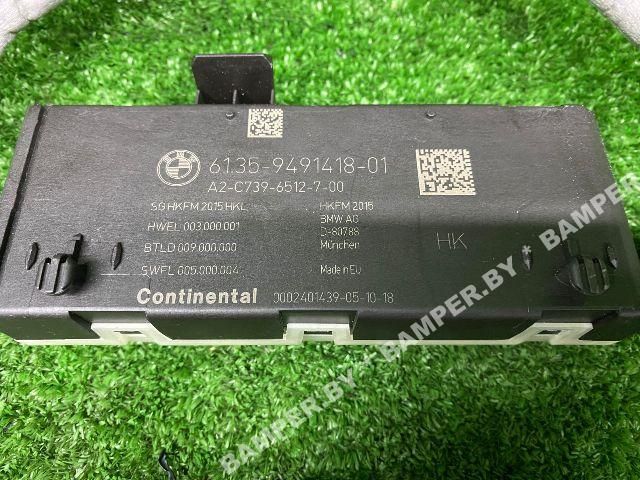 BMW
61.35-9491418-01
A2-C739-6512-7-00
SG HKFM 2015 HKL
HKFM 2015
HWEL 003.000.001
BMW AG
D-80788
BTLD 009.000.000
München
HK
SWFL 005.000.004
Made in EU
Continental 0002401439-05-10-18
BAMPER.BY - BAMPER.BY - BAMPER.BY - BAMPER.BY